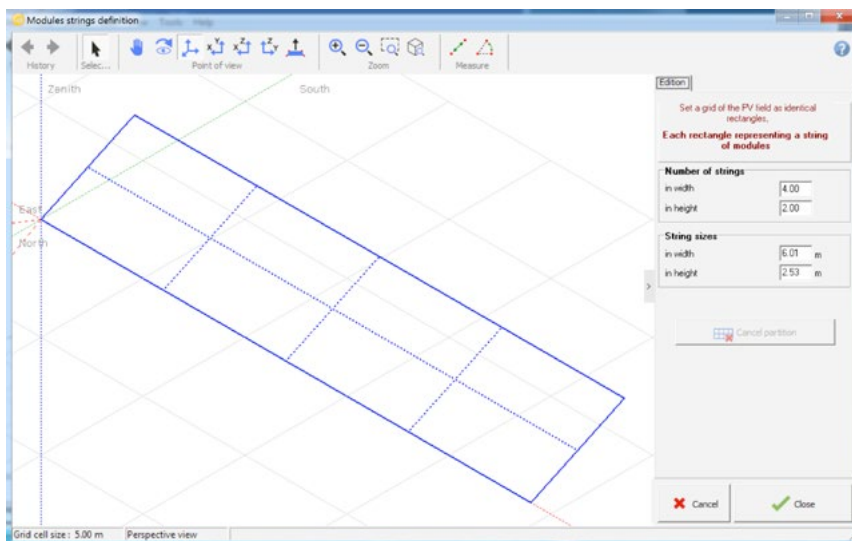 Modules strings definition
Tools Help
History
Selec...
Point of view
Zoom
Measure
Zenith
South
East
North
Edition
Set a grid of the PV field as identical
rectangles,
Each rectangle representing a string
of modules
Number of strings
in width 4.00
in height 2.00
String sizes
in width 6.01 m
in height 2.53 m
Cancel partition
Cancel
Close
Grid cell size : 5.00 m
Perspective view